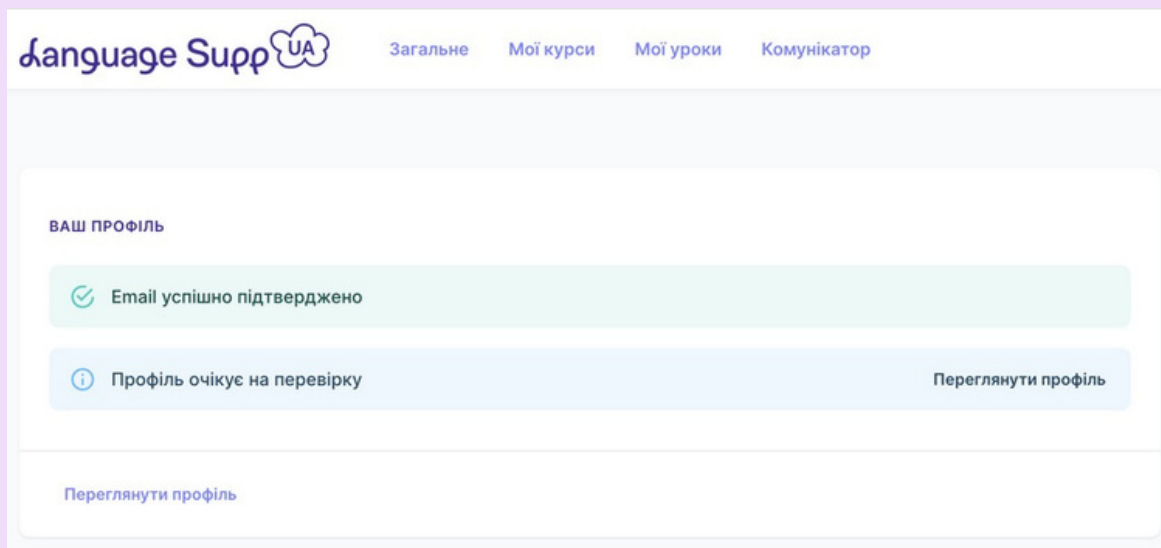 Language Supp UA
Загальне Мої курси Мої уроки Комунікатор
ВАШ ПРОФІЛЬ
Email успішно підтверджено
Профіль очікує на перевірку Переглянути профіль
Переглянути профіль